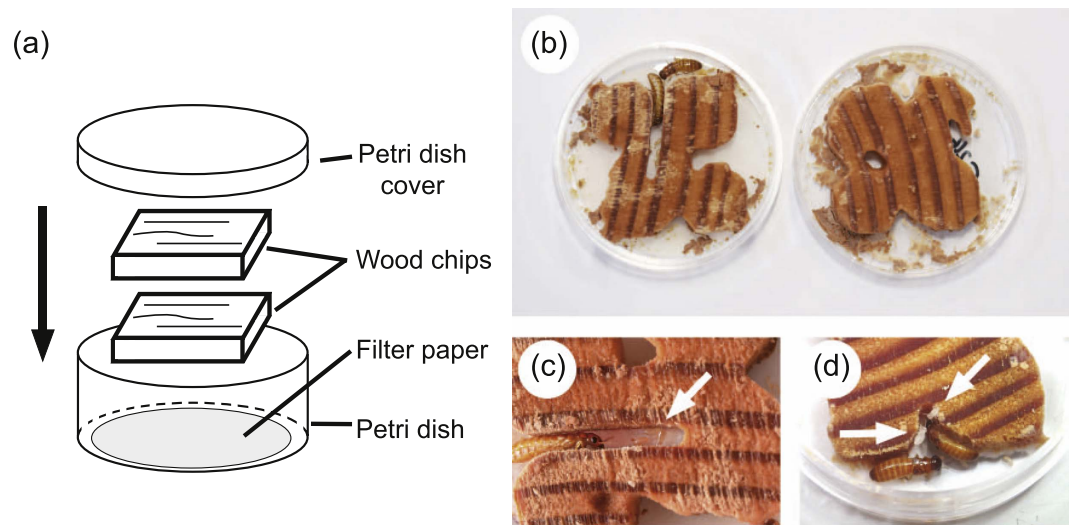 (a)
Petri dish
cover
Wood chips
Filter paper
Petri dish
(b)
(c)
(d)